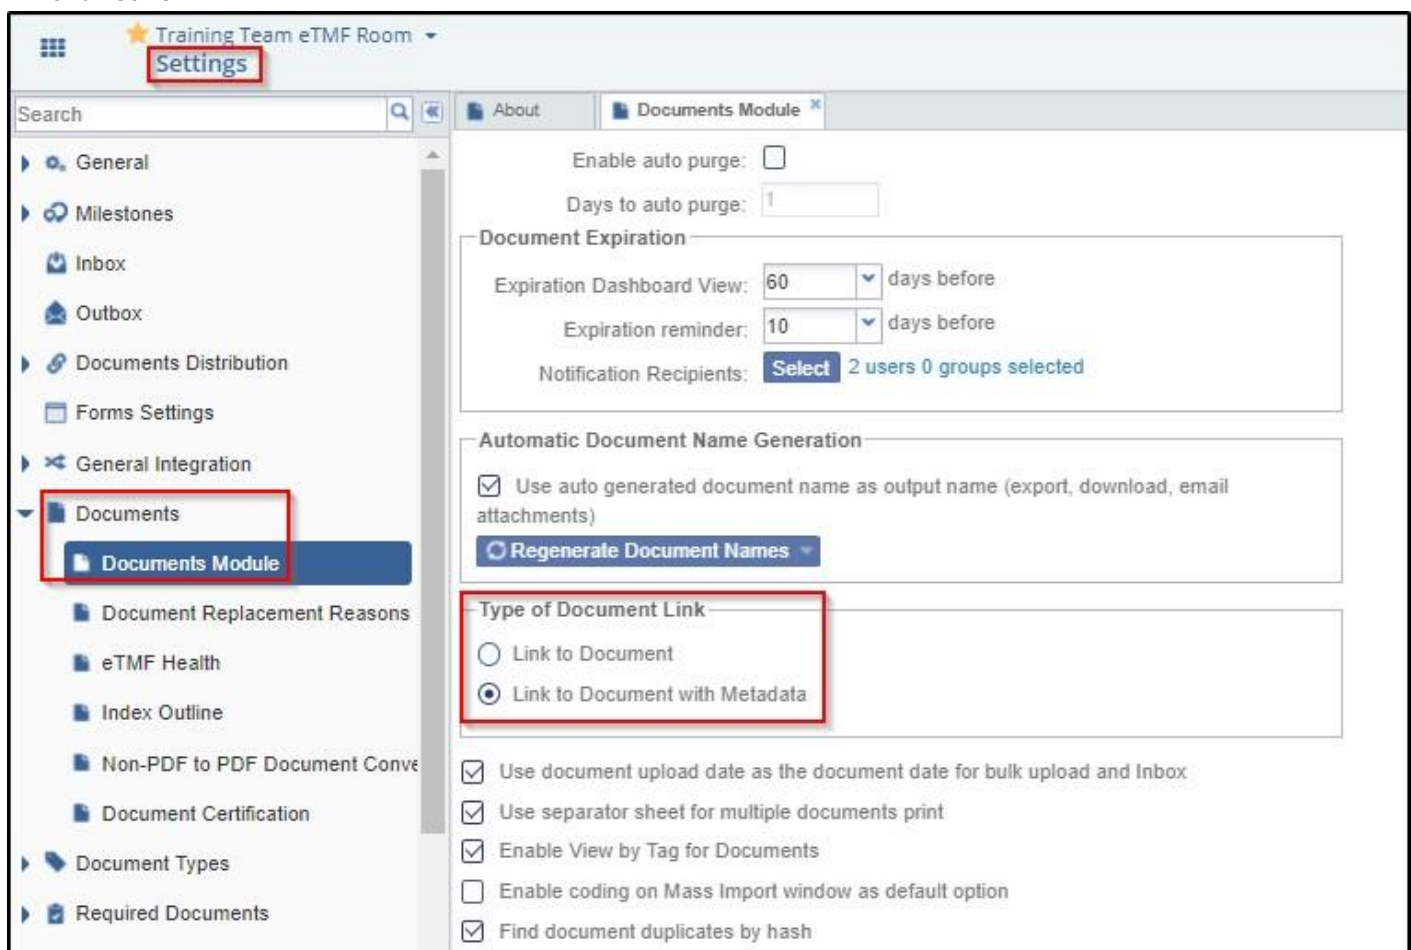 Training Team eTMF Room
Settings
Search
General
Milestones
Inbox
Outbox
Documents Distribution
Forms Settings
General Integration
Documents
Documents Module
Document Replacement Reasons
eTMF Health
Index Outline
Non-PDF to PDF Document Conve
Document Certification
Document Types
Required Documents
About
Documents Module
Enable auto purge:
Days to auto purge: 1
Document Expiration
Expiration Dashboard View: 60 days before
Expiration reminder: 10 days before
Notification Recipients: Select 2 users 0 groups selected
Automatic Document Name Generation
Use auto generated document name as output name (export, download, email
attachments)
Regenerate Document Names
Type of Document Link
Link to Document
Link to Document with Metadata
Use document upload date as the document date for bulk upload and Inbox
Use separator sheet for multiple documents print
Enable View by Tag for Documents
Enable coding on Mass Import window as default option
Find document duplicates by hash